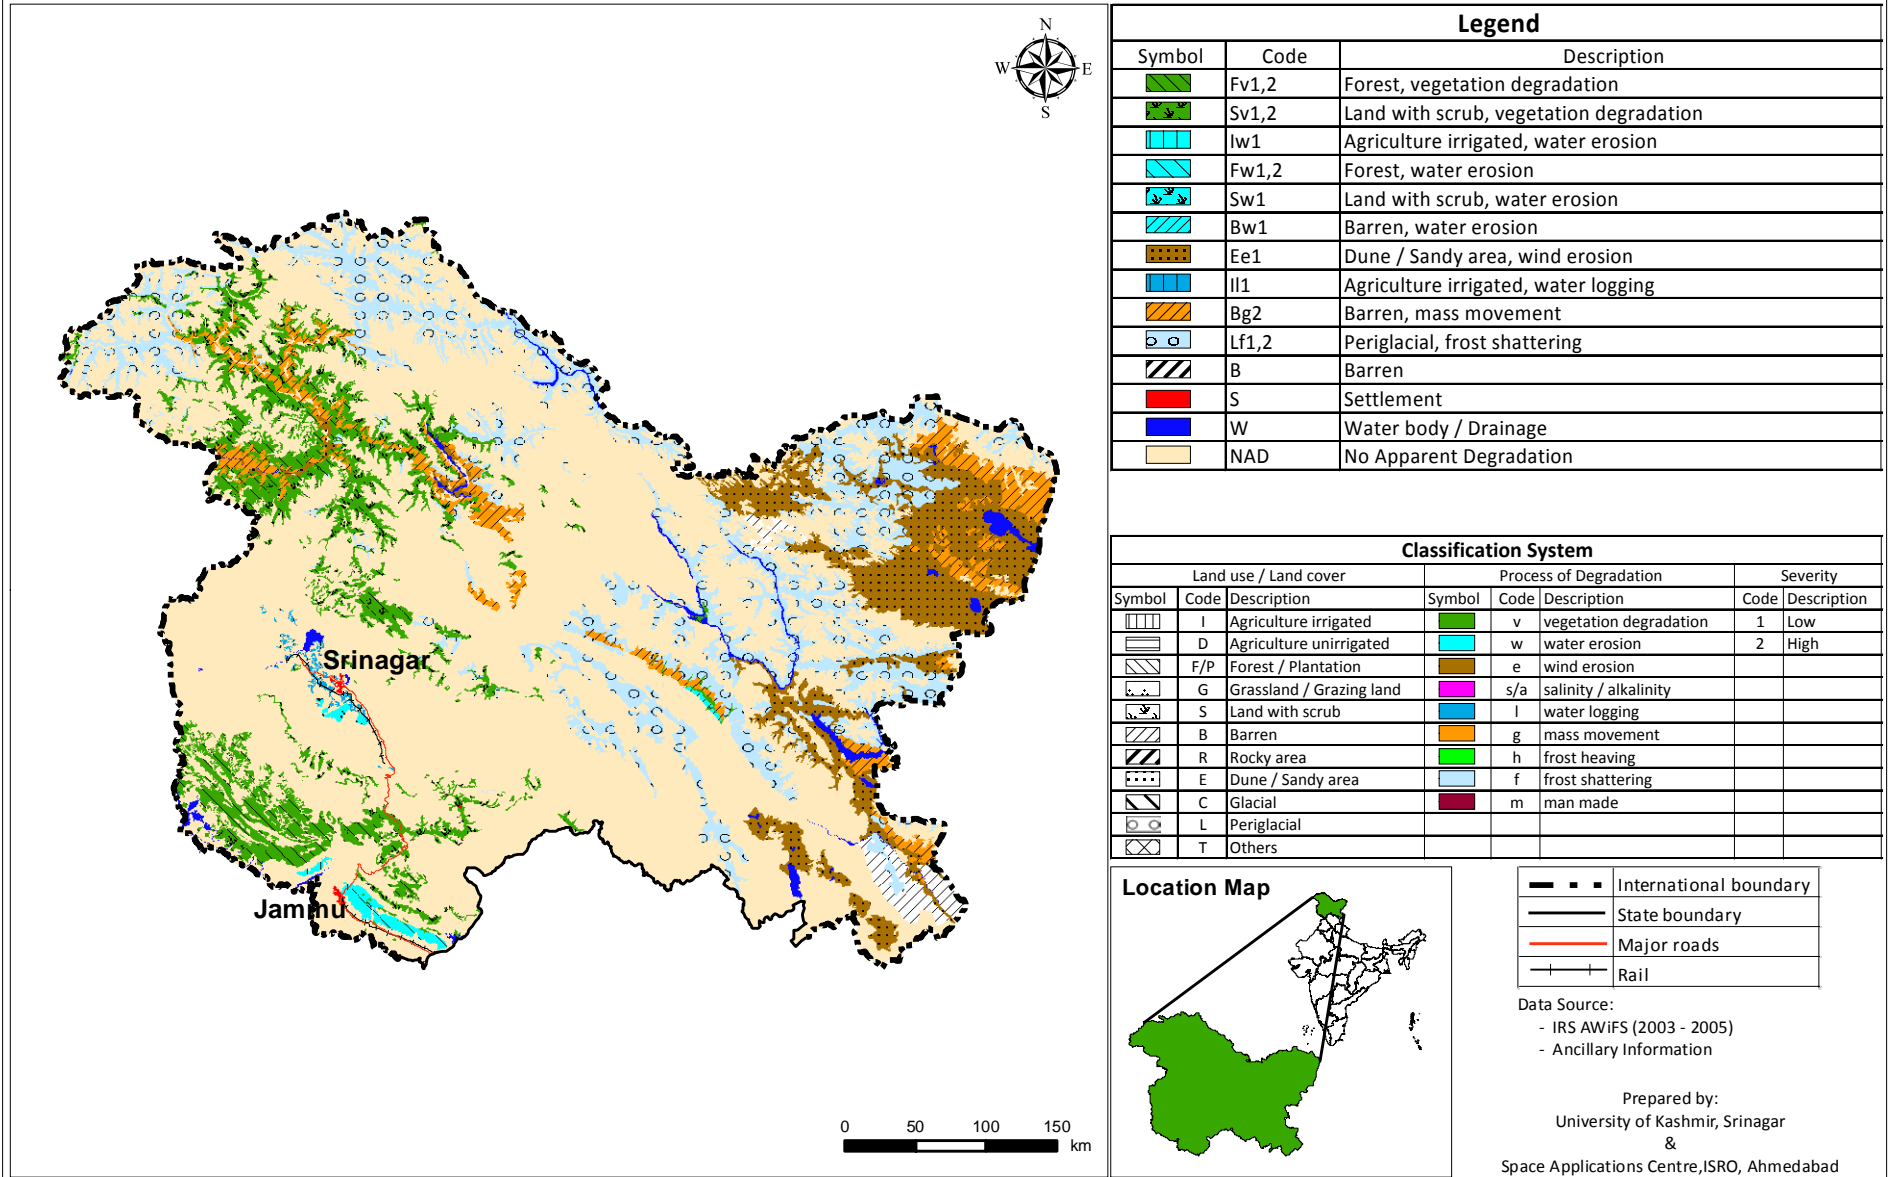 N
W E
S
Srinagar
Jammu
0 50 100 150
km
Legend
Symbol Code Description
Fv1,2 Forest, vegetation degradation
Sv1,2 Land with scrub, vegetation degradation
Iw1 Agriculture irrigated, water erosion
Fw1,2 Forest, water erosion
Sw1 Land with scrub, water erosion
Bw1 Barren, water erosion
Ee1 Dune / Sandy area, wind erosion
Il1 Agriculture irrigated, water logging
Bg2 Barren, mass movement
Lf1,2 Periglacial, frost shattering
B Barren
S Settlement
W Water body / Drainage
NAD No Apparent Degradation
Classification System
Land use / Land cover Process of Degradation Severity
Symbol Code Description Symbol Code Description Code Description
I Agriculture irrigated v vegetation degradation 1 Low
D Agriculture unirrigated w water erosion 2 High
F/P Forest / Plantation e wind erosion
G Grassland / Grazing land s/a salinity / alkalinity
S Land with scrub l water logging
B Barren g mass movement
R Rocky area h frost heaving
E Dune / Sandy area f frost shattering
C Glacial m man made
L Periglacial
T Others
Location Map
International boundary
State boundary
Major roads
Rail
Data Source:
- IRS AWiFS (2003 - 2005)
- Ancillary Information
Prepared by:
University of Kashmir, Srinagar
&
Space Applications Centre,ISRO, Ahmedabad